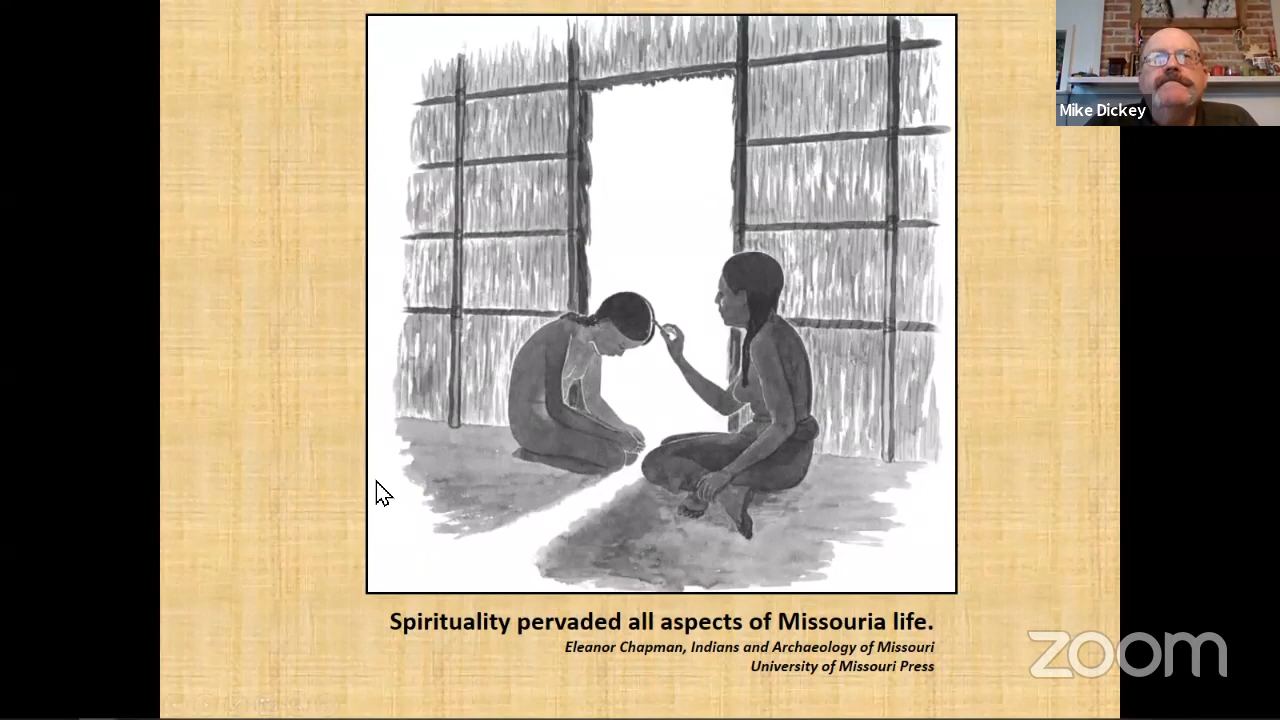 Mike Dickey
Spirituality pervaded all aspects of Missouria life.
Eleanor Chapman, Indians and Archaeology of Missouri
University of Missouri Press
zoom